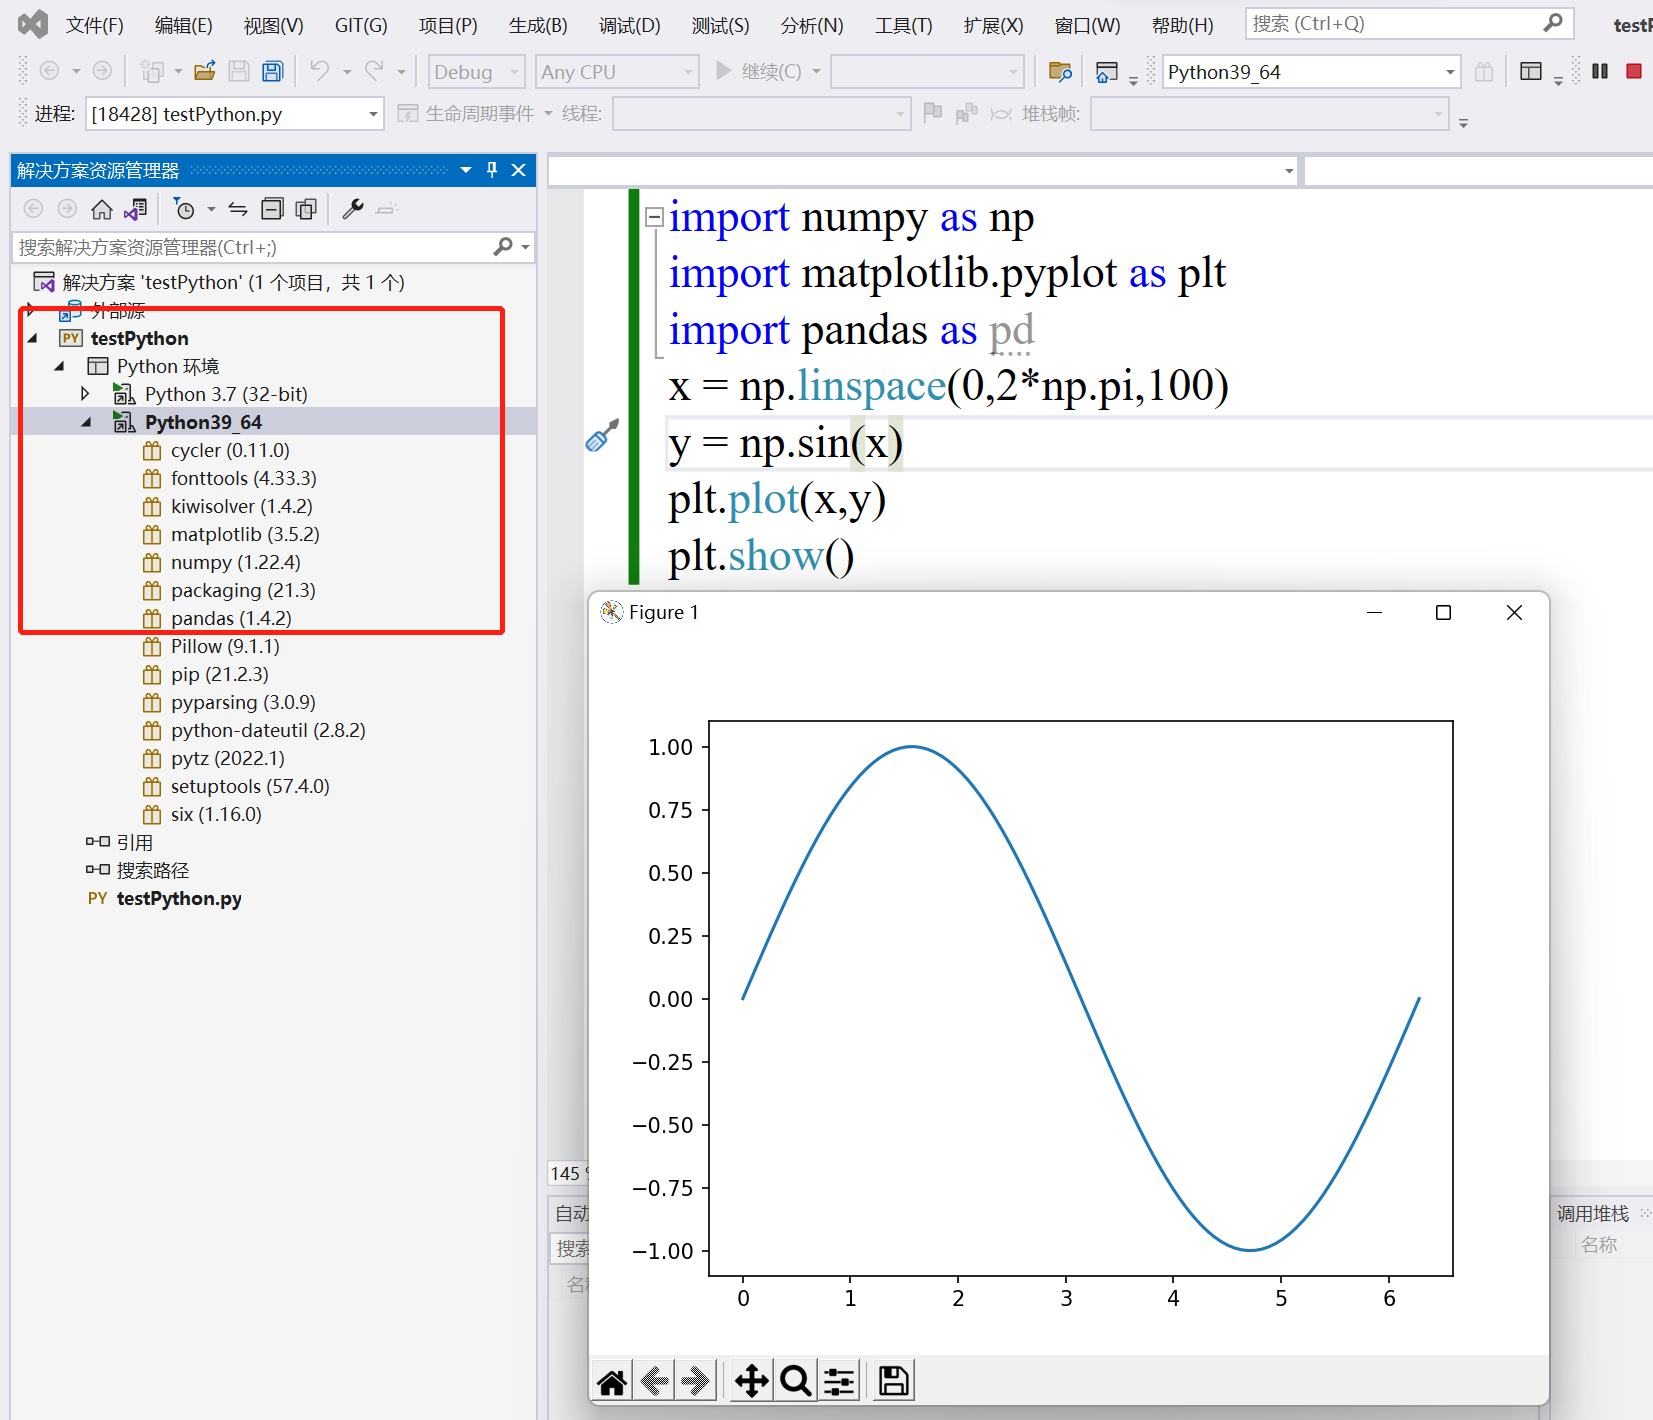 文件(F) 编辑(E) 视图(V) GIT(G) 项目(P) 生成(B) 调试(D) 测试(S) 分析(N) 工具(T) 扩展(X) 窗口(W) 帮助(H) 搜索 (Ctrl+Q)
Debug Any CPU 继续(C) Python39_64
进程: [18428] testPython.py 生命周期事件 线程: 堆栈帧:
解决方案资源管理器
搜索解决方案资源管理器(Ctrl+;)
解决方案 'testPython' (1 个项目，共 1 个)
外部源
testPython
Python 环境
Python 3.7 (32-bit)
Python39_64
cycler (0.11.0)
fonttools (4.33.3)
kiwisolver (1.4.2)
matplotlib (3.5.2)
numpy (1.22.4)
packaging (21.3)
pandas (1.4.2)
Pillow (9.1.1)
pip (21.2.3)
pyparsing (3.0.9)
python-dateutil (2.8.2)
pytz (2022.1)
setuptools (57.4.0)
six (1.16.0)
引用
搜索路径
PY testPython.py
import numpy as np
import matplotlib.pyplot as plt
import pandas as pd
x = np.linspace(0,2*np.pi,100)
y = np.sin(x)
plt.plot(x,y)
plt.show()
Figure 1
1.00
0.75
0.50
0.25
0.00
−0.25
−0.50
−0.75
−1.00
0 1 2 3 4 5 6
145 %
自动
搜索
调用堆栈
名称